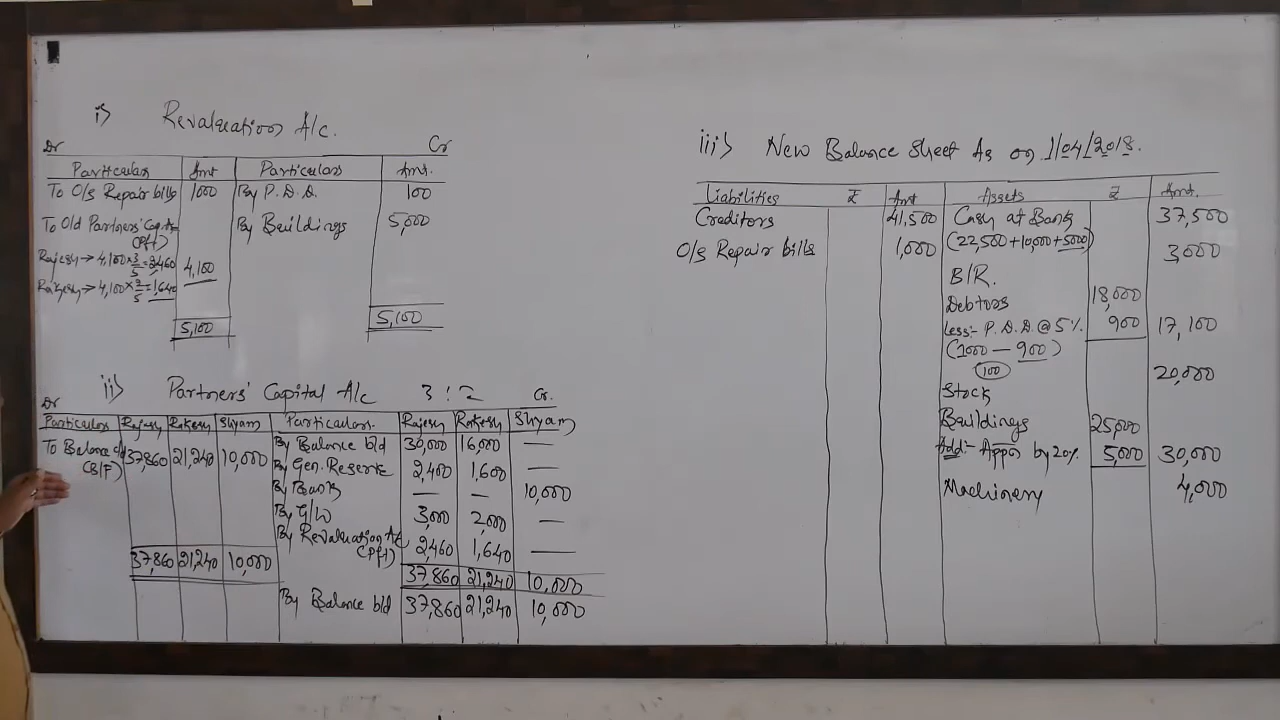 i) Revaluation A/c.
Dr Cr
Particulars Amt Particulars Amt.
To O/s Repair bills 1000 By P.D.D. 100
To Old Partners' Capital By Buildings 5,000
(Pft)
Rajesh → 4,100 × 3/5 = 2,460 4,100
Rakesh → 4,100 × 2/5 = 1,640
5,100 5,100
ii) Partners' Capital A/c 3:2
Dr Cr.
Particulars Rajesh Rakesh Shyam Particulars. Rajesh Rakesh Shyam
To Balance c/d 37,860 21,240 10,000 By Balance b/d 30,000 16,000 —
(B/F) By Gen. Reserve 2,400 1,600 —
By Bank — — 10,000
By G/W 3,000 2,000 —
By Revaluation A/c
(Pft) 2,460 1,640 —
37,860 21,240 10,000 37,860 21,240 10,000
By Balance b/d 37,860 21,240 10,000
iii) New Balance Sheet As on 1/04/2018.
Liabilities ₹ Amt Assets ₹ Amt.
Creditors 41,500 Cash at Bank 37,500
O/s Repair bills 1,000 (22,500+10,000+5000)
B/R. 3,000
Debtors 18,000
Less:- P.D.D. @ 5% 900 17,100
(1000 — 900)
100
Stock 20,000
Buildings 25,000
Add:- Appre by 20% 5,000 30,000
Machinery 4,000